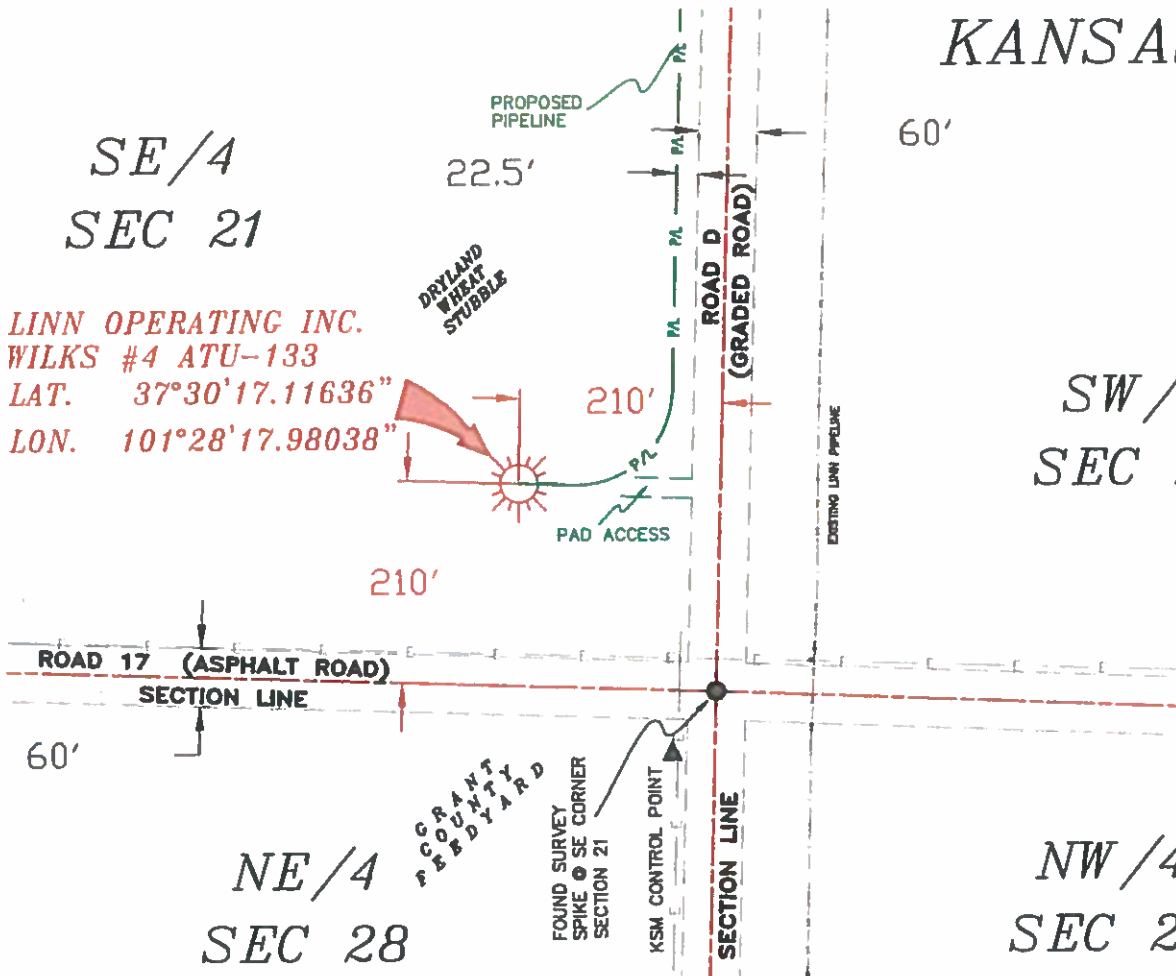 KANSAS
PROPOSED
PIPELINE
P/L
60'
SE/4
SEC 21
22.5'
P/L
P/L
P/L
P/L
ROAD D
(GRADED ROAD)
DRYLAND
WHEAT
STUBBLE
LINN OPERATING INC.
WILKS #4 ATU-133
LAT. 37°30'17.11636"
LON. 101°28'17.98038"
210'
SW/
SEC
EXISTING LINN PIPELINE
P/L
PAD ACCESS
210'
ROAD 17 (ASPHALT ROAD)
SECTION LINE
60'
GRANT
COUNTY
FEEDYARD
FOUND SURVEY
SPIKE @ SE CORNER
SECTION 21
KSM CONTROL POINT
SECTION LINE
NE/4
SEC 28
NW/4
SEC 2